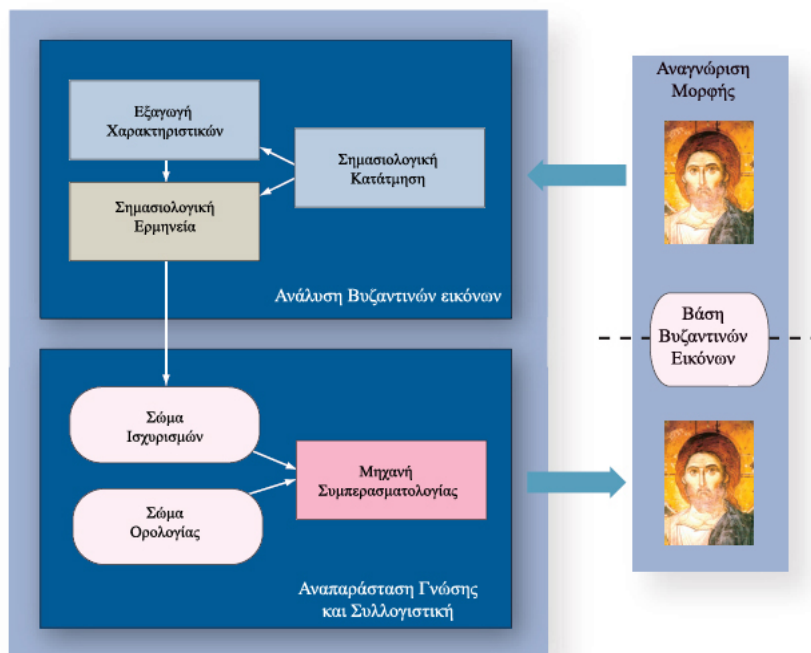 Εξαγωγή
Χαρακτηριστικών
Σημασιολογική
Κατάτμηση
Σημασιολογική
Ερμηνεία
Ανάλυση Βυζαντινών εικόνων
Σώμα
Ισχυρισμών
Μηχανή
Συμπερασματολογίας
Σώμα
Ορολογίας
Αναπαράσταση Γνώσης
και Συλλογιστική
Αναγνώριση
Μορφής
Βάση
Βυζαντινών
Εικόνων